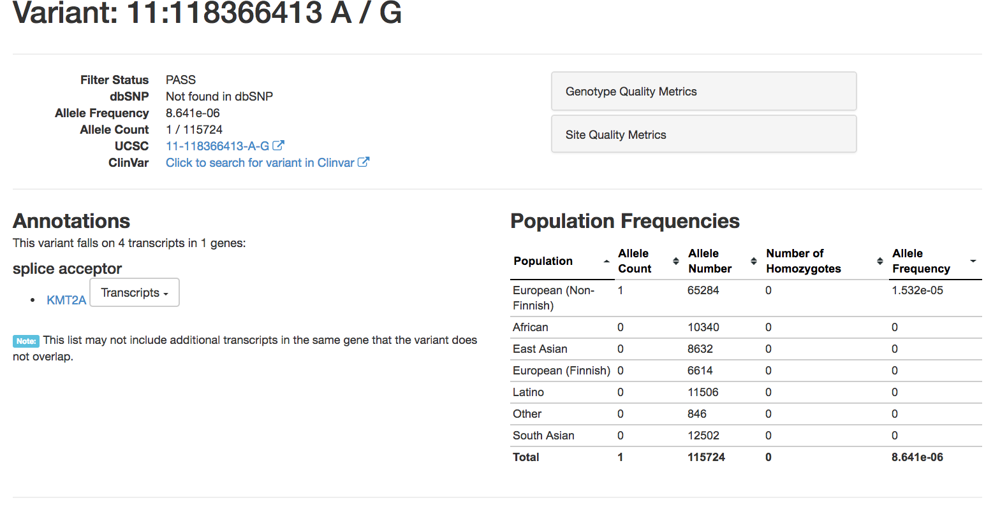 Variant: 11:118366413 A / G
Filter Status PASS
dbSNP Not found in dbSNP
Allele Frequency 8.641e-06
Allele Count 1 / 115724
UCSC 11-118366413-A-G
ClinVar Click to search for variant in Clinvar
Genotype Quality Metrics
Site Quality Metrics
Annotations
This variant falls on 4 transcripts in 1 genes:
splice acceptor
• KMT2A Transcripts
Note: This list may not include additional transcripts in the same gene that the variant does
not overlap.
Population Frequencies
Population Allele Count Allele Number Number of Homozygotes Allele Frequency
European (Non-Finnish) 1 65284 0 1.532e-05
African 0 10340 0 0
East Asian 0 8632 0 0
European (Finnish) 0 6614 0 0
Latino 0 11506 0 0
Other 0 846 0 0
South Asian 0 12502 0 0
Total 1 115724 0 8.641e-06